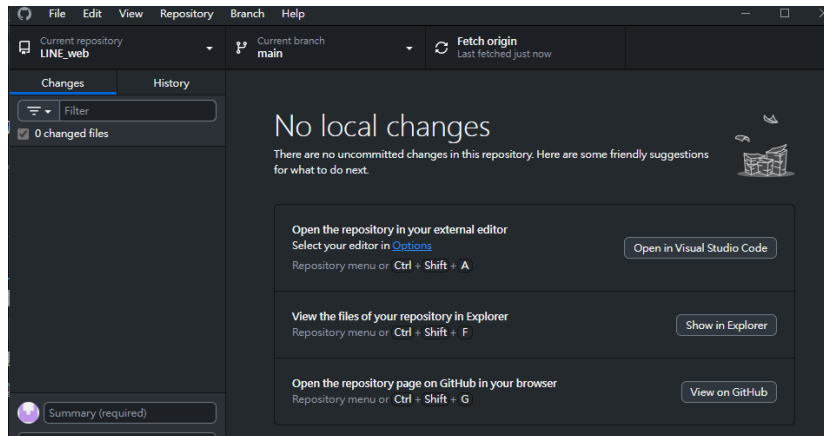 File Edit View Repository Branch Help
Current repository
LINE_web
Current branch
main
Fetch origin
Last fetched just now
Changes
History
Filter
0 changed files
No local changes
There are no uncommitted changes in this repository. Here are some friendly suggestions
for what to do next.
Open the repository in your external editor
Select your editor in Options
Repository menu or Ctrl + Shift + A
Open in Visual Studio Code
View the files of your repository in Explorer
Repository menu or Ctrl + Shift + F
Show in Explorer
Open the repository page on GitHub in your browser
Repository menu or Ctrl + Shift + G
View on GitHub
Summary (required)